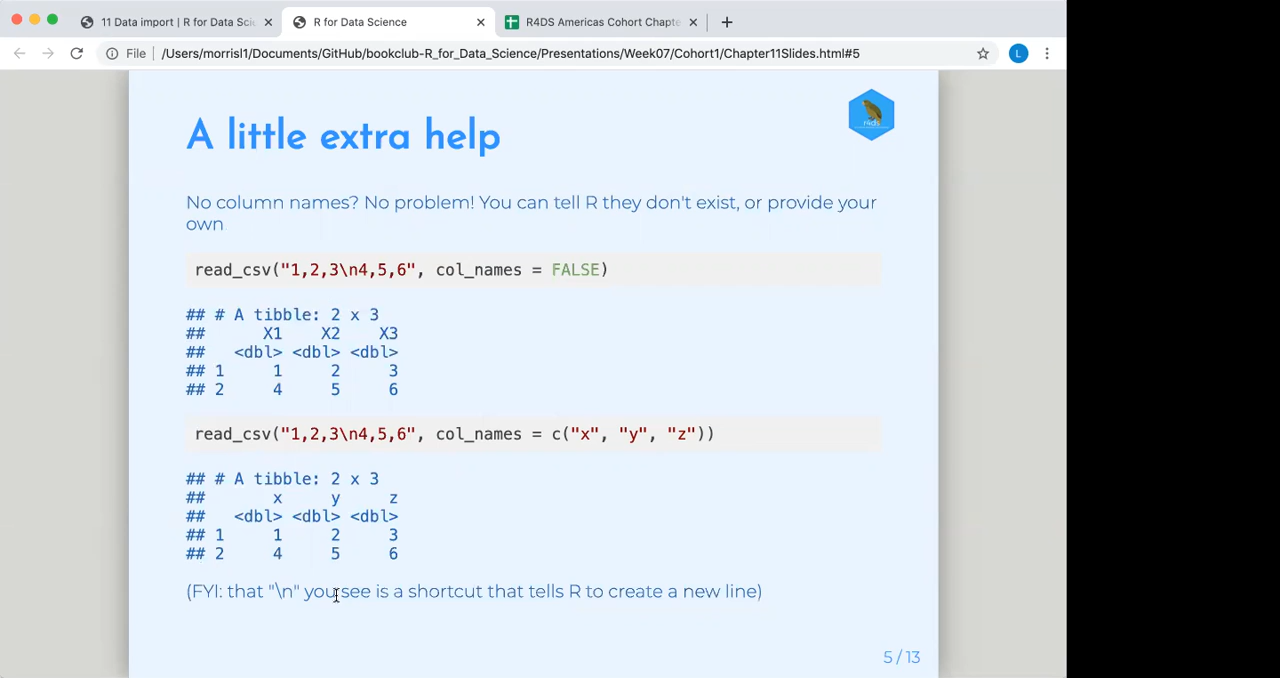 11 Data import | R for Data Scie
R for Data Science
R4DS Americas Cohort Chapte
File
/Users/morrisl1/Documents/GitHub/bookclub-R_for_Data_Science/Presentations/Week07/Cohort1/Chapter11Slides.html#5
L
A little extra help
r4ds
No column names? No problem! You can tell R they don't exist, or provide your
own
read_csv("1,2,3\n4,5,6", col_names = FALSE)
## # A tibble: 2 x 3
##      X1    X2    X3
##   <dbl> <dbl> <dbl>
## 1     1     2     3
## 2     4     5     6
read_csv("1,2,3\n4,5,6", col_names = c("x", "y", "z"))
## # A tibble: 2 x 3
##       x     y     z
##   <dbl> <dbl> <dbl>
## 1     1     2     3
## 2     4     5     6
(FYI: that "\n" you see is a shortcut that tells R to create a new line)
5 / 13